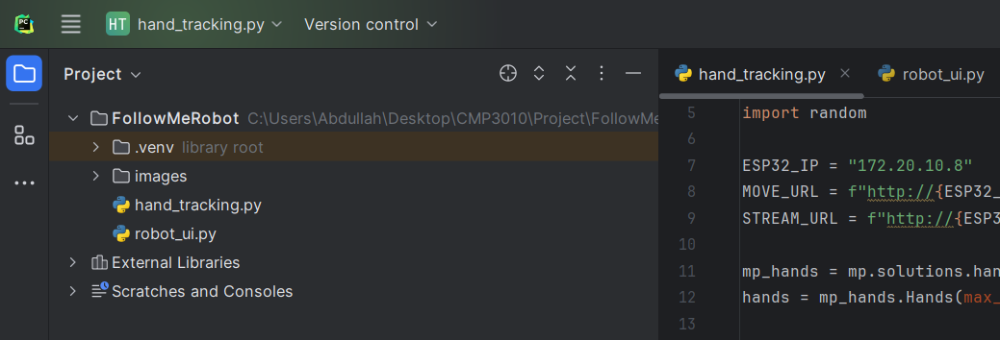 PC
HT hand_tracking.py Version control
Project
FollowMeRobot C:\Users\Abdullah\Desktop\CMP3010\Project\FollowMe
.venv library root
images
hand_tracking.py
robot_ui.py
External Libraries
Scratches and Consoles
hand_tracking.py robot_ui.py
5 import random
6
7 ESP32_IP = "172.20.10.8"
8 MOVE_URL = f"http://{ESP32_
9 STREAM_URL = f"http://{ESP3
10
11 mp_hands = mp.solutions.han
12 hands = mp_hands.Hands(max_
13